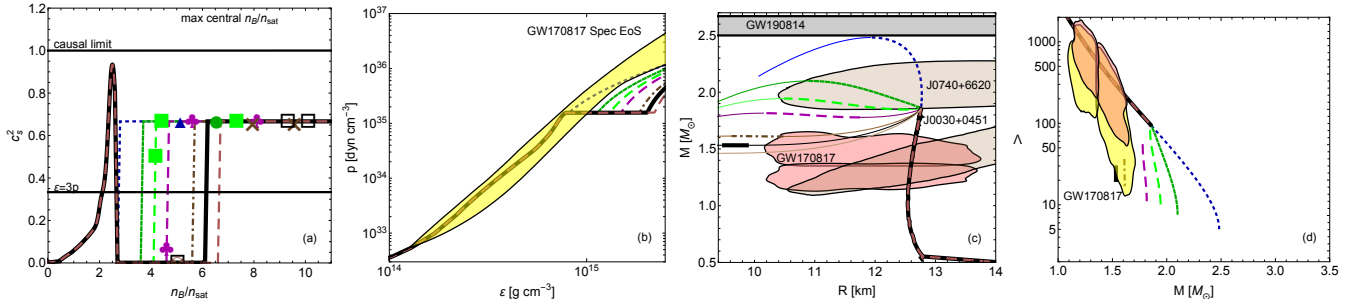 max central n_B/n_sat
causal limit
ε=3p
(a)
1.2
1.0
0.8
0.6
0.4
0.2
0.0
c_s^2
0 2 4 6 8 10
n_B/n_sat
GW170817 Spec EoS
(b)
10^37
10^36
10^35
10^34
10^33
p [dyn cm^-3]
10^14 10^15
ε [g cm^-3]
GW190814
J0740+6620
J0030+0451
GW170817
(c)
2.5
2.0
1.5
1.0
0.5
M [M_⊙]
10 11 12 13 14
R [km]
GW170817
(d)
1000
500
100
50
10
5
Λ
1.0 1.5 2.0 2.5 3.0 3.5
M [M_⊙]